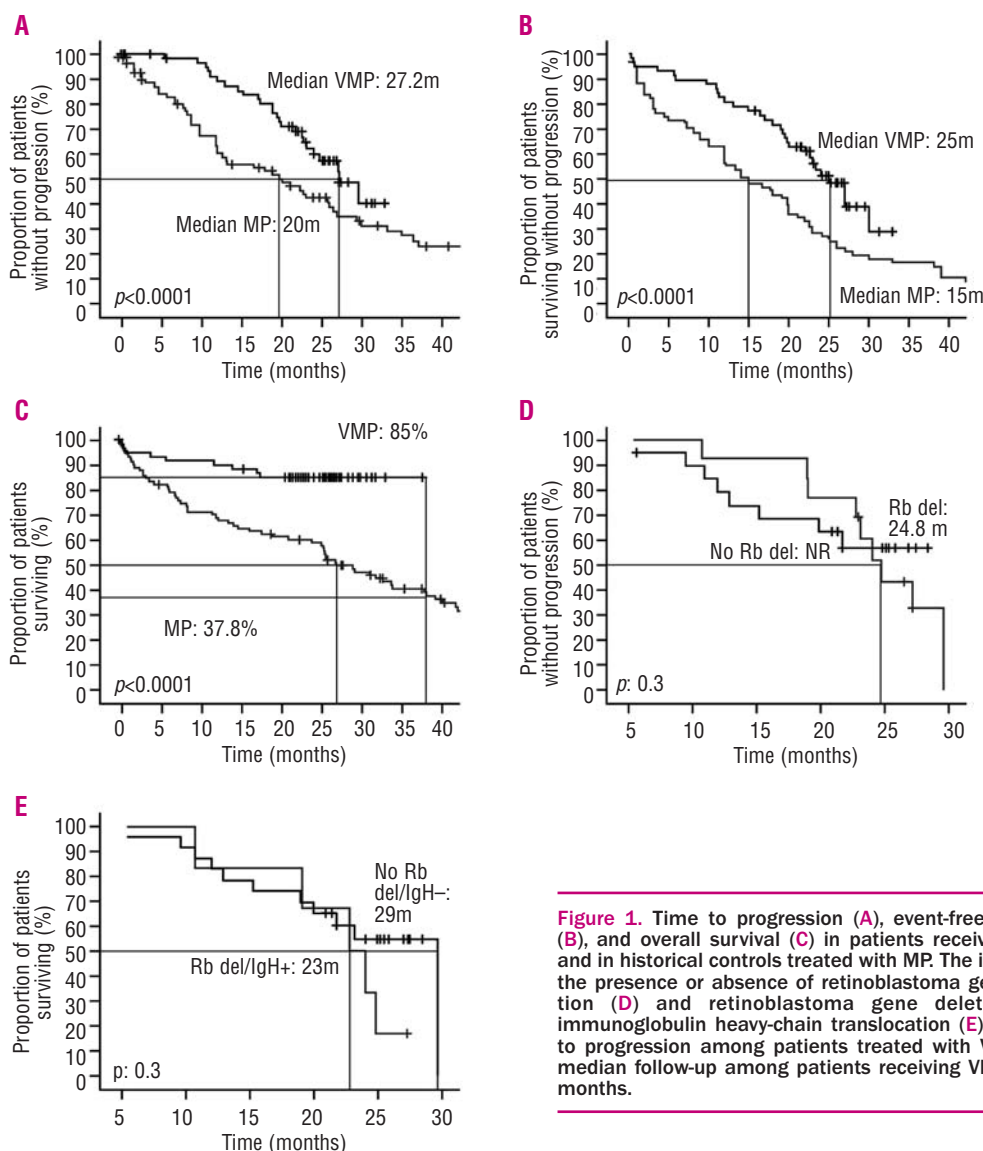 A
100
90
80
70
60
50
40
30
20
10
0
Proportion of patients
without progression (%)
Median VMP: 27.2m
Median MP: 20m
p<0.0001
0 5 10 15 20 25 30 35 40
Time (months)
B
100
90
80
70
60
50
40
30
20
10
0
Proportion of patients
surviving without progression (%)
Median VMP: 25m
Median MP: 15m
p<0.0001
0 5 10 15 20 25 30 35 40
Time (months)
C
100
90
80
70
60
50
40
30
20
10
0
Proportion of patients
surviving (%)
VMP: 85%
MP: 37.8%
p<0.0001
0 5 10 15 20 25 30 35 40
Time (months)
D
100
90
80
70
60
50
40
30
20
10
0
Proportion of patients
without progression (%)
Rb del:
24.8 m
No Rb del: NR
p: 0.3
5 10 15 20 25 30
Time (months)
E
100
90
80
70
60
50
40
30
20
10
0
Proportion of patients
surviving (%)
No Rb
del/IgH–:
29m
Rb del/IgH+: 23m
p: 0.3
5 10 15 20 25 30
Time (months)
Figure 1. Time to progression (A), event-free
(B), and overall survival (C) in patients receiv
and in historical controls treated with MP. The i
the presence or absence of retinoblastoma ge
tion (D) and retinoblastoma gene delet
immunoglobulin heavy-chain translocation (E)
to progression among patients treated with V
median follow-up among patients receiving V
months.